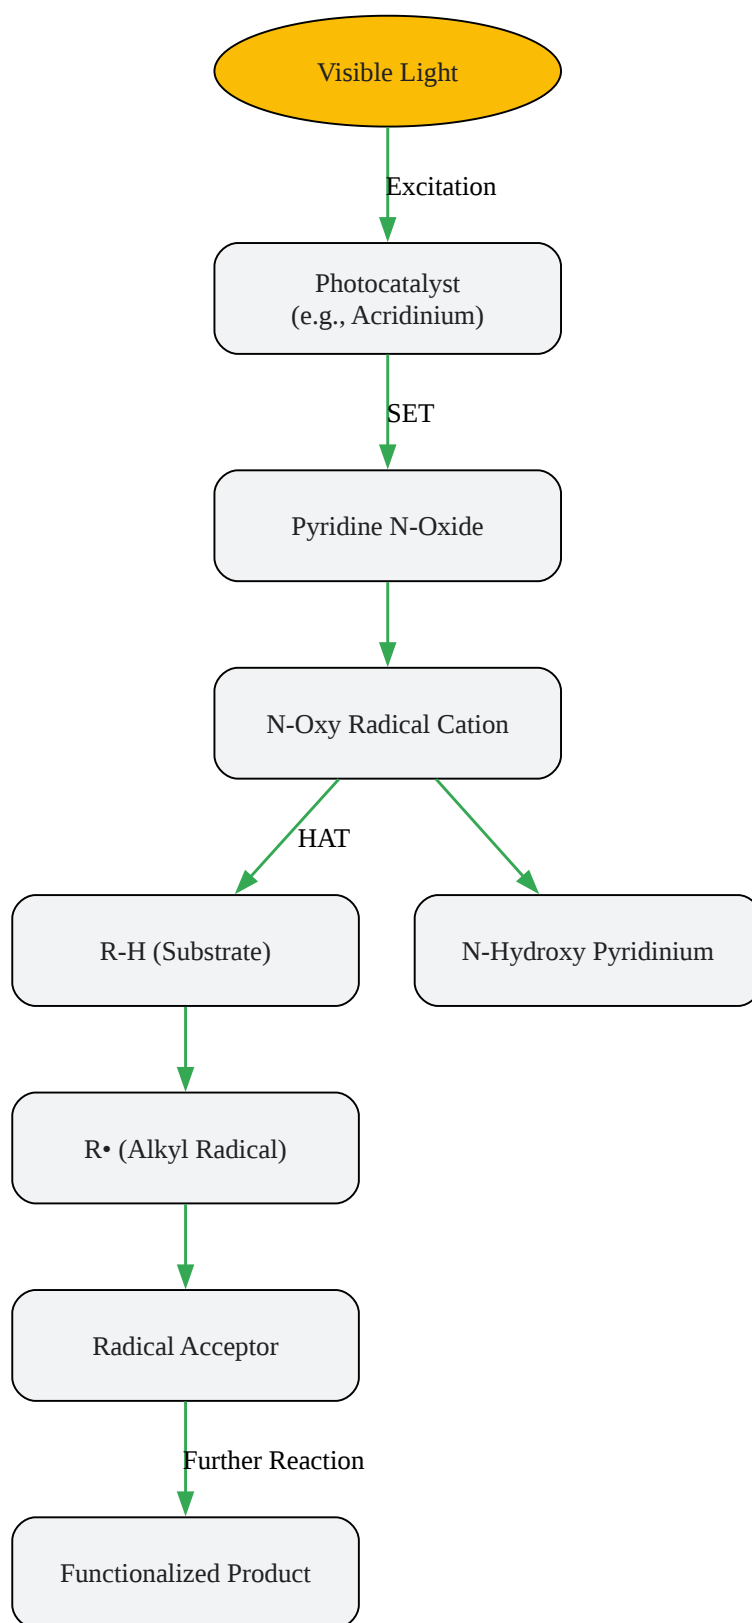 Visible Light
Excitation
Photocatalyst
(e.g., Acridinium)
SET
Pyridine N-Oxide
N-Oxy Radical Cation
HAT
R-H (Substrate)
N-Hydroxy Pyridinium
R• (Alkyl Radical)
Radical Acceptor
Further Reaction
Functionalized Product